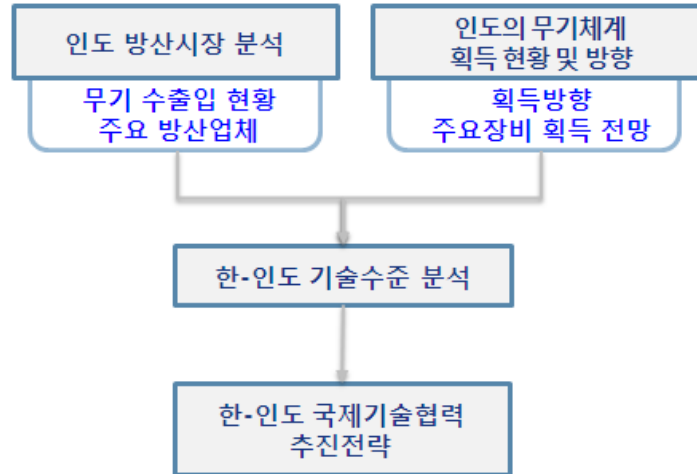 인도 방산시장 분석
무기 수출입 현황
주요 방산업체
인도의 무기체계
획득 현황 및 방향
획득방향
주요장비 획득 전망
한-인도 기술수준 분석
한-인도 국제기술협력
추진전략